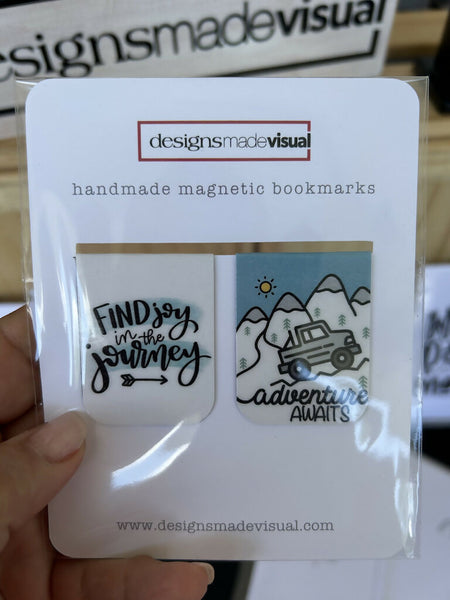 designsmadevisual
designsmadevisual
handmade magnetic bookmarks
FIND joy
in the
journey
adventure
AWAITS
www.designsmadevisual.com